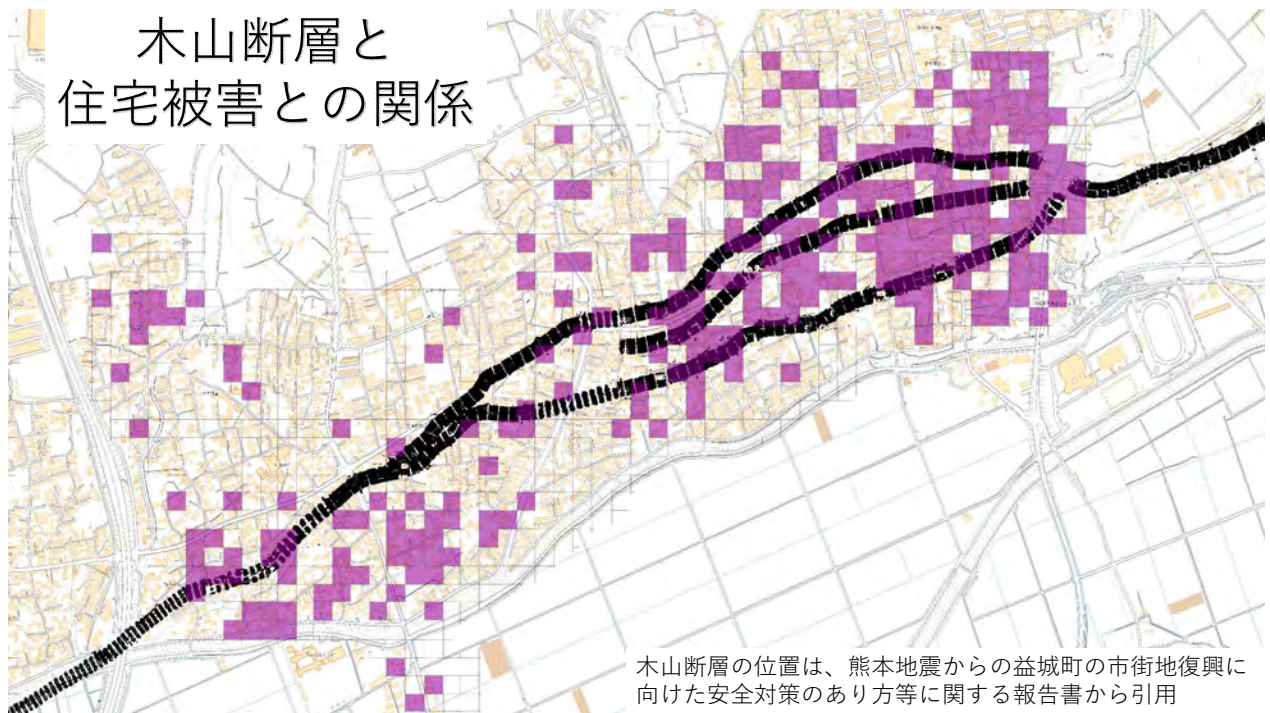 木山断層と
住宅被害との関係
木山断層の位置は、熊本地震からの益城町の市街地復興に
向けた安全対策のあり方等に関する報告書から引用